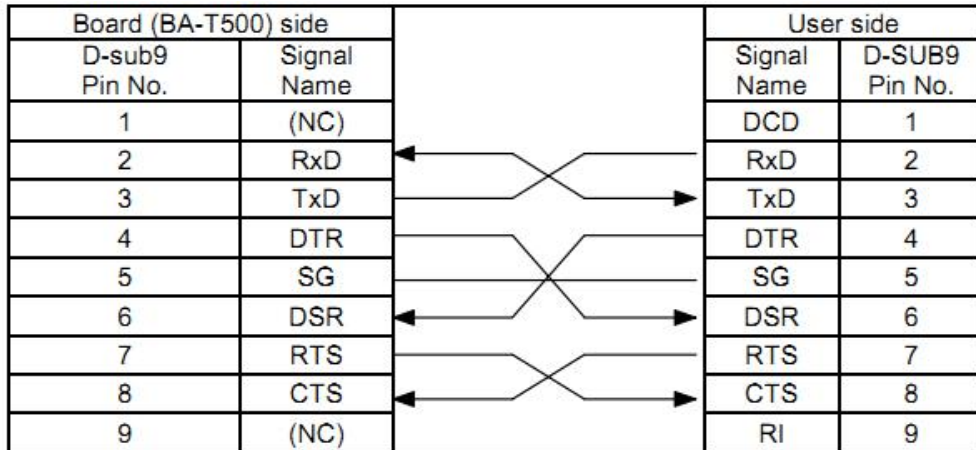 Board (BA-T500) side User side
D-sub9 Signal Signal D-SUB9
Pin No. Name Name Pin No.
1 (NC) DCD 1
2 RxD RxD 2
3 TxD TxD 3
4 DTR DTR 4
5 SG SG 5
6 DSR DSR 6
7 RTS RTS 7
8 CTS CTS 8
9 (NC) RI 9